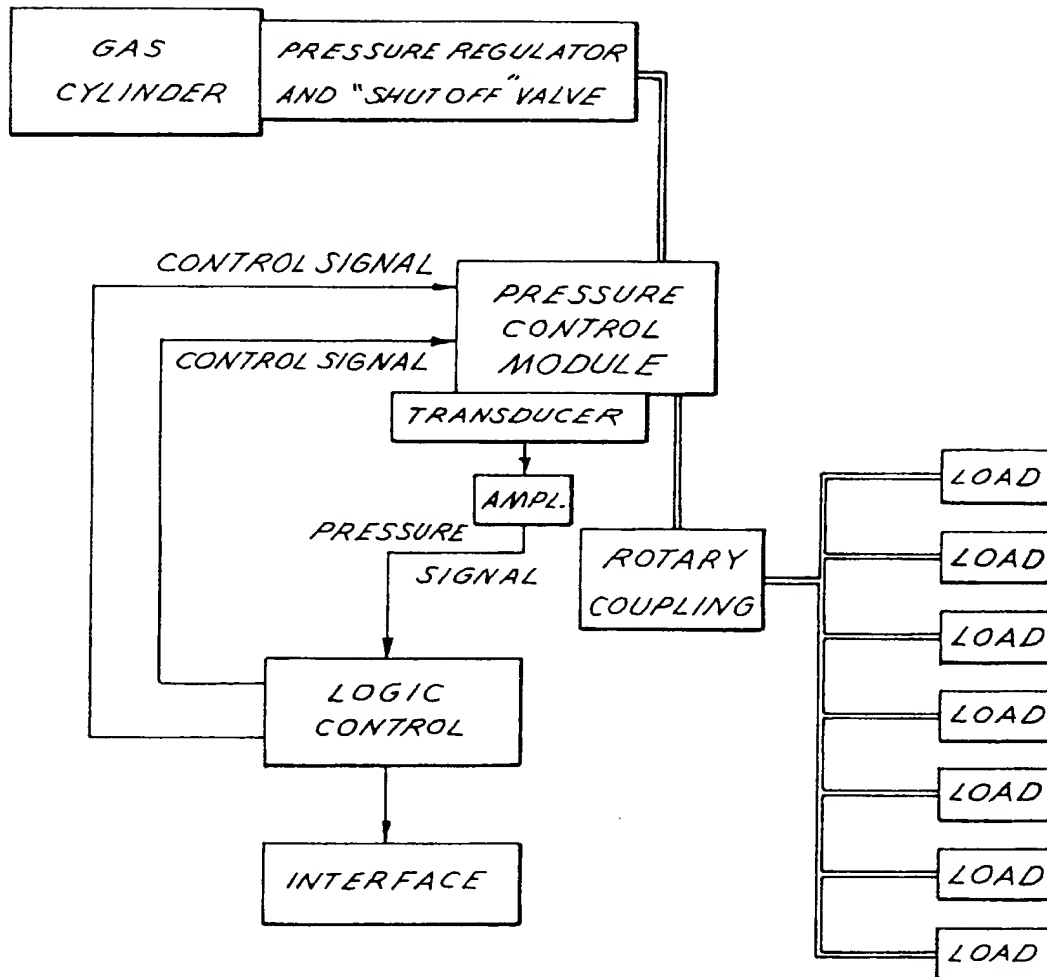 GAS
CYLINDER
PRESSURE REGULATOR
AND "SHUT OFF" VALVE
CONTROL SIGNAL
PRESSURE
CONTROL
MODULE
CONTROL SIGNAL
TRANSDUCER
AMPL.
PRESSURE
SIGNAL
ROTARY
COUPLING
LOAD
LOAD
LOAD
LOAD
LOAD
LOAD
LOAD
LOGIC
CONTROL
INTERFACE